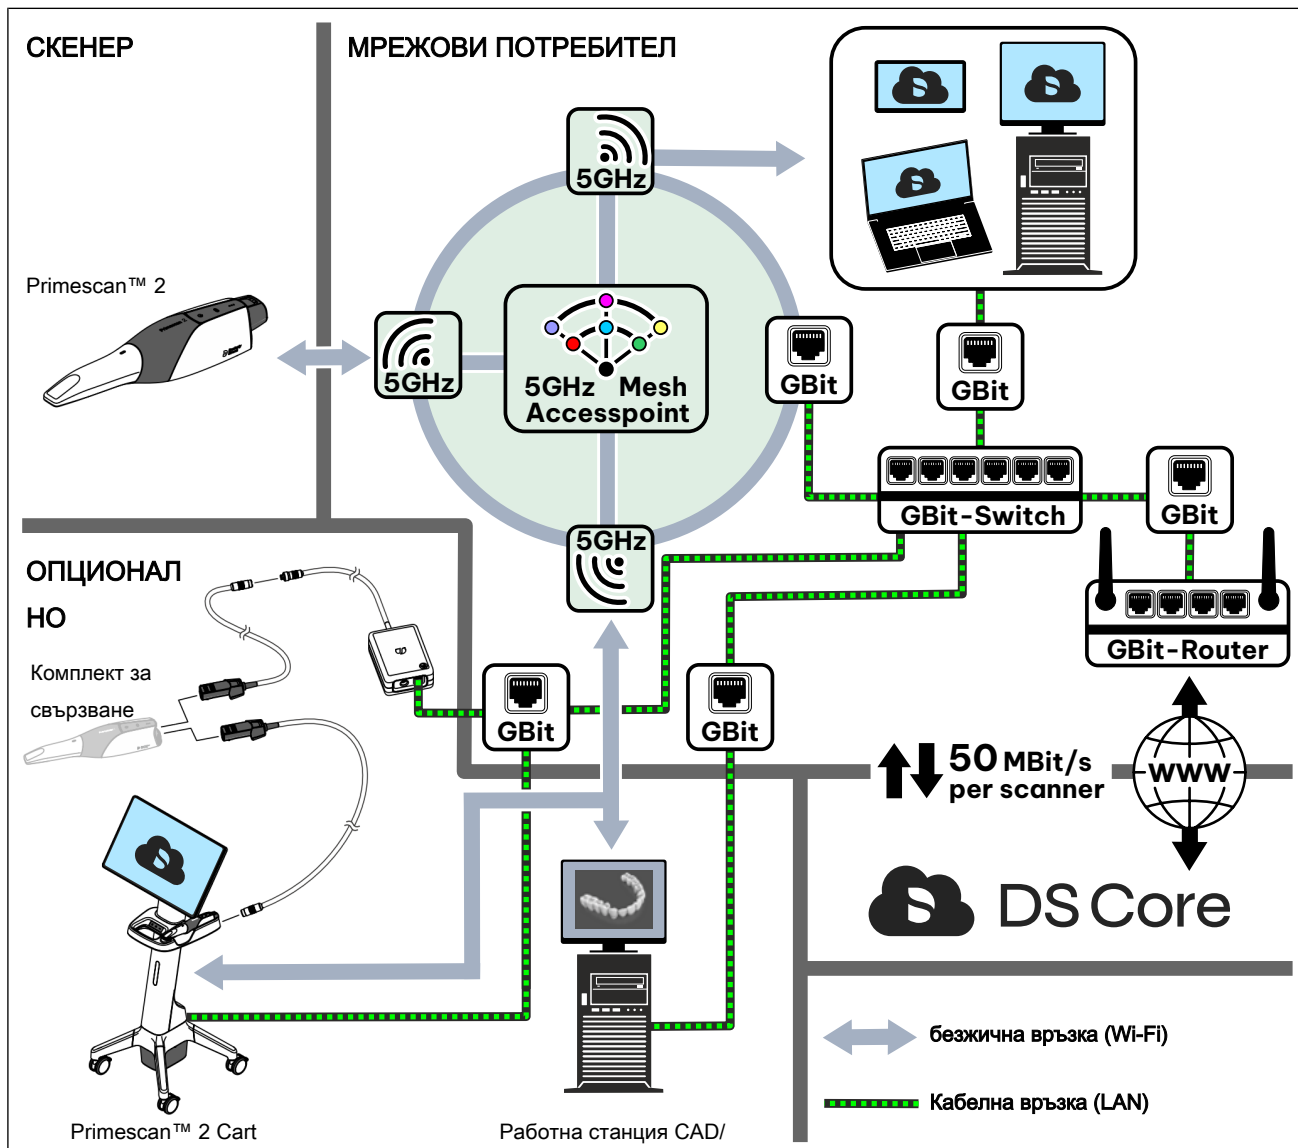 СКЕНЕР
МРЕЖОВИ ПОТРЕБИТЕЛ
5GHz
Primescan™ 2
5GHz
5GHz Mesh
Accesspoint
GBit
GBit
GBit-Switch
GBit
5GHz
ОПЦИОНАЛ
НО
Комплект за
свързване
GBit
GBit
GBit-Router
50 MBit/s
per scanner
WWW
DS Core
безжична връзка (Wi-Fi)
Кабелна връзка (LAN)
Primescan™ 2 Cart
Работна станция CAD/